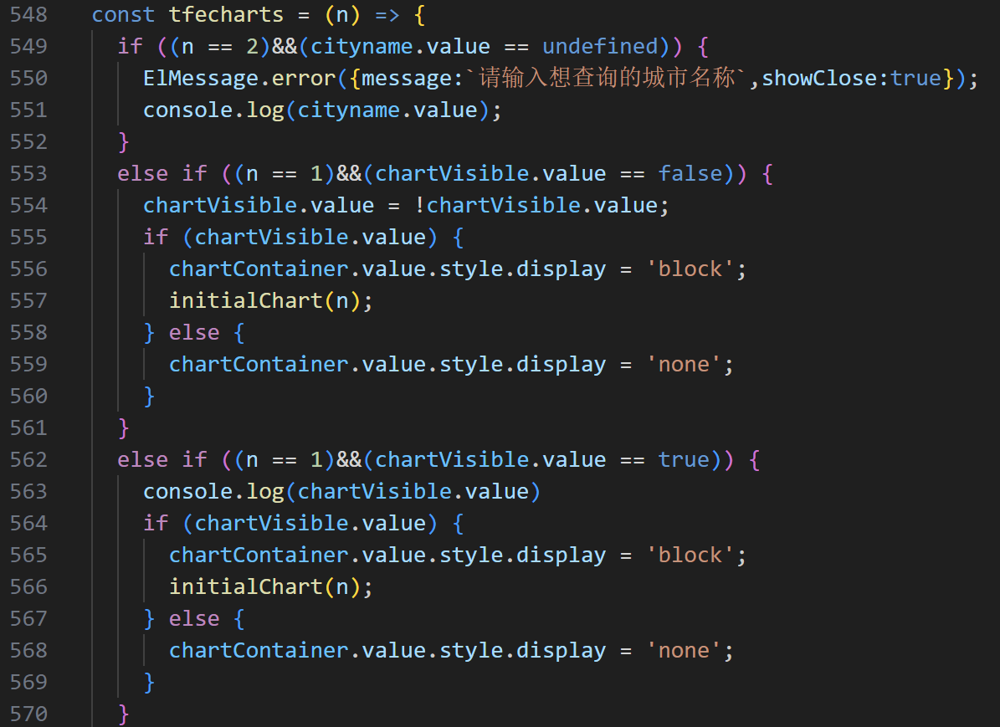 548 const tfecharts = (n) => {
549 if ((n == 2)&&(cityname.value == undefined)) {
550 ElMessage.error({message:`请输入想查询的城市名称`,showClose:true});
551 console.log(cityname.value);
552 }
553 else if ((n == 1)&&(chartVisible.value == false)) {
554 chartVisible.value = !chartVisible.value;
555 if (chartVisible.value) {
556 chartContainer.value.style.display = 'block';
557 initialChart(n);
558 } else {
559 chartContainer.value.style.display = 'none';
560 }
561 }
562 else if ((n == 1)&&(chartVisible.value == true)) {
563 console.log(chartVisible.value)
564 if (chartVisible.value) {
565 chartContainer.value.style.display = 'block';
566 initialChart(n);
567 } else {
568 chartContainer.value.style.display = 'none';
569 }
570 }